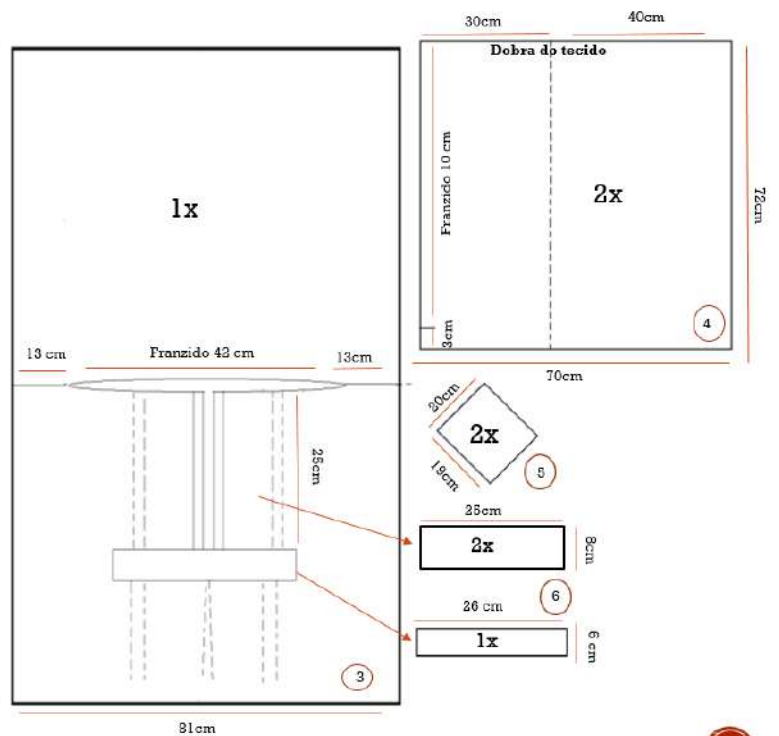 30cm
40cm
Dobra do tecido
Franzido 10 cm
2x
72cm
3cm
4
70cm
1x
13 cm
Franzido 42 cm
13cm
25cm
3
81cm
20cm
2x
19cm
5
25cm
2x
8cm
6
26 cm
1x
6 cm